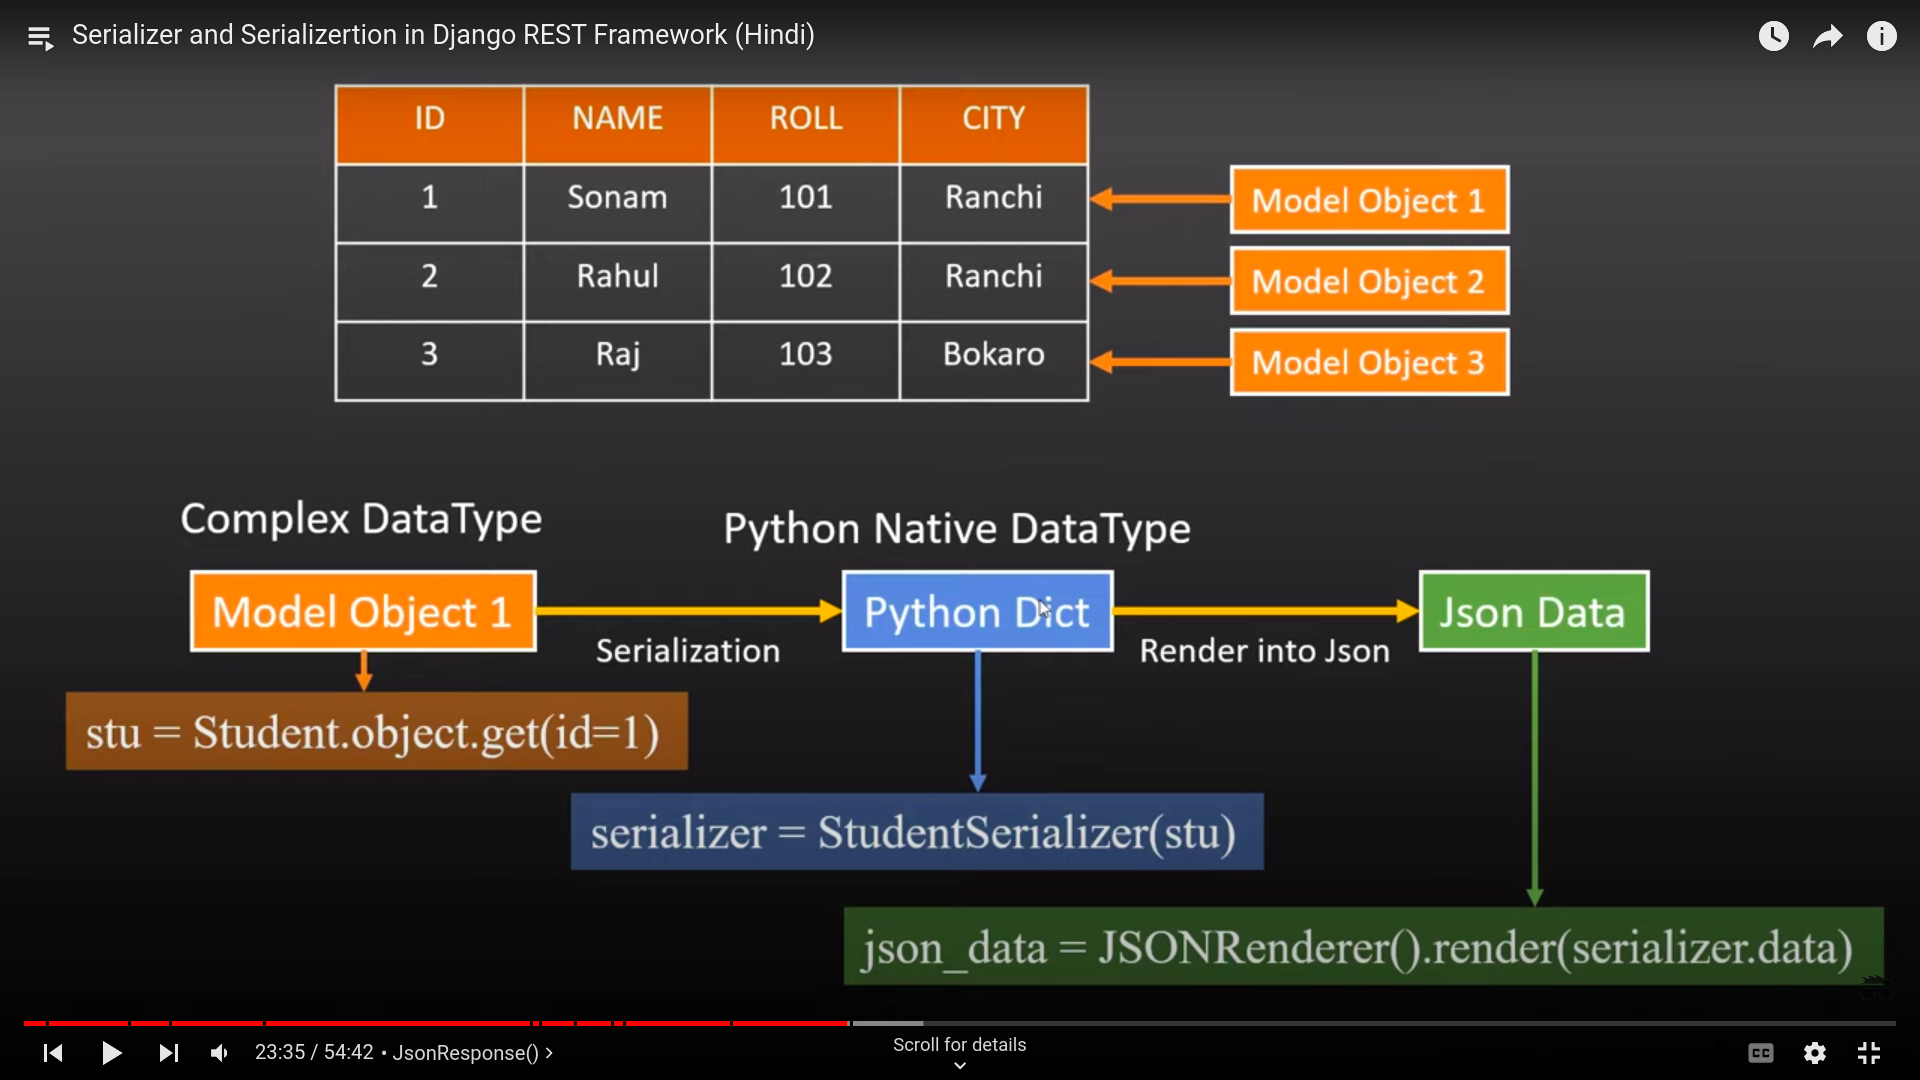 Serializer and Serializertion in Django REST Framework (Hindi)
ID NAME ROLL CITY
1 Sonam 101 Ranchi
Model Object 1
2 Rahul 102 Ranchi
Model Object 2
3 Raj 103 Bokaro
Model Object 3
Complex DataType
Python Native DataType
Model Object 1
Python Dict
Json Data
Serialization
Render into Json
stu = Student.object.get(id=1)
serializer = StudentSerializer(stu)
json_data = JSONRenderer().render(serializer.data)
23:35 / 54:42 • JsonResponse() >
Scroll for details
CC